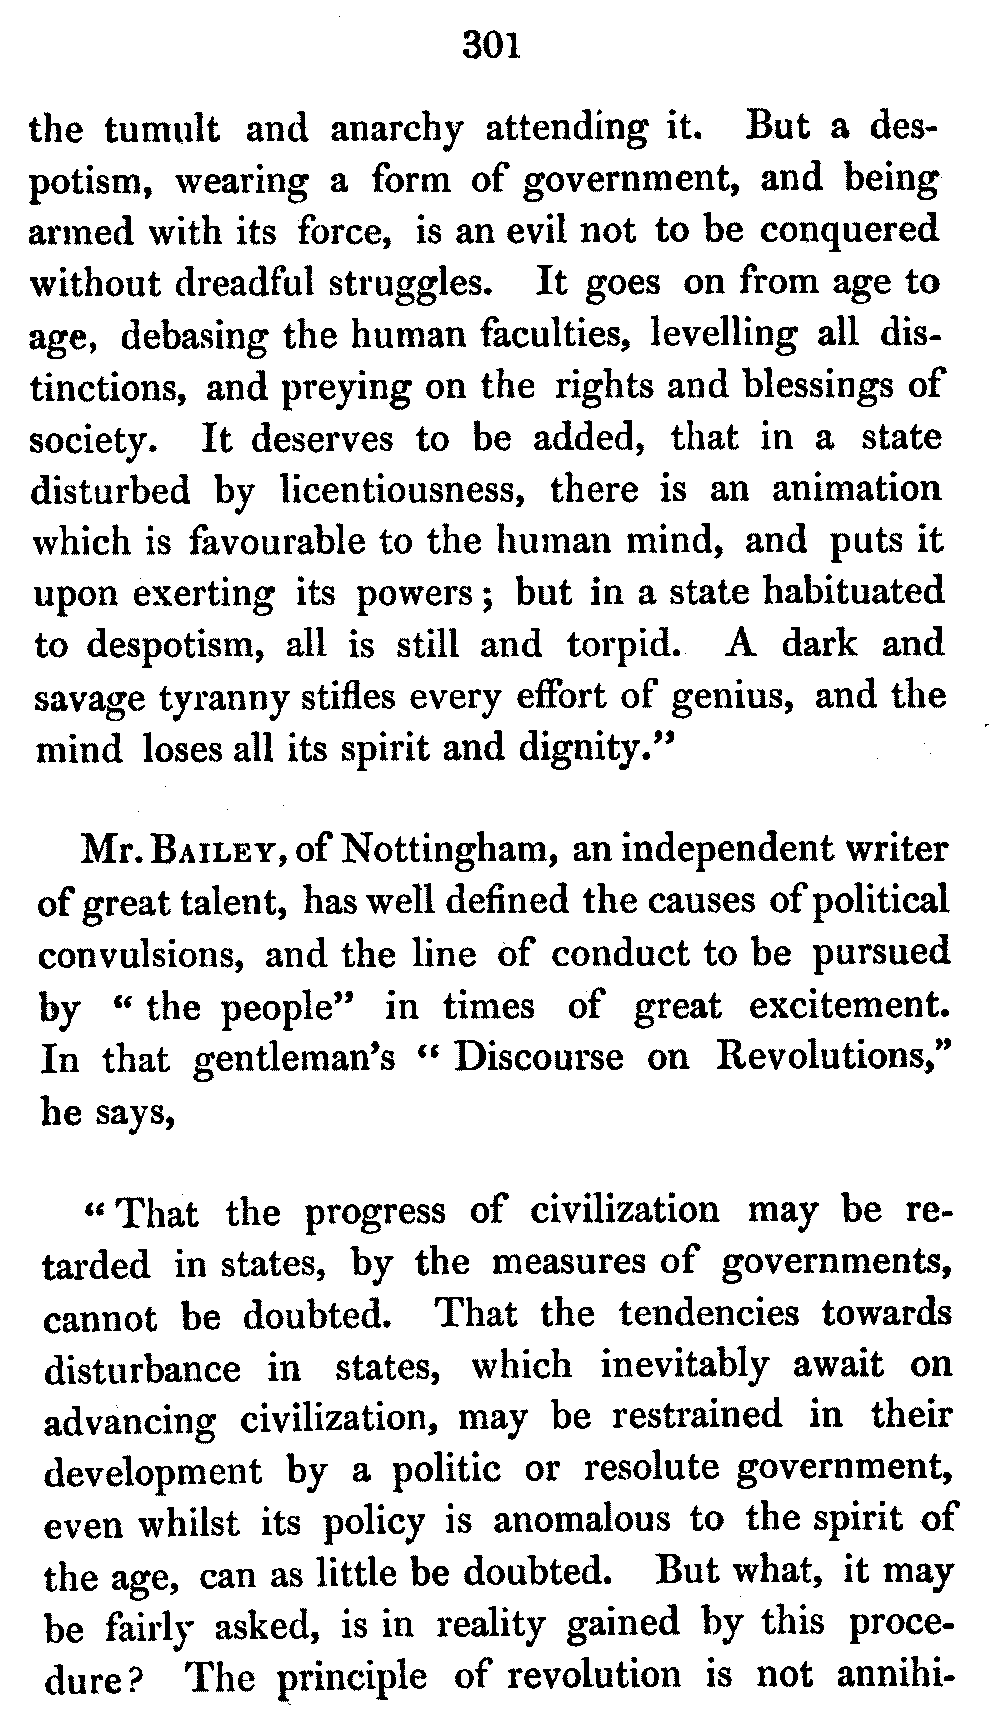 301
the tumult and anarchy attending it. But a des-
potism, wearing a form of government, and being
armed with its force, is an evil not to be conquered
without dreadful struggles. It goes on from age to
age, debasing the human faculties, levelling all dis-
tinctions, and preying on the rights and blessings of
society. It deserves to be added, that in a state
disturbed by licentiousness, there is an animation
which is favourable to the human mind, and puts it
upon exerting its powers; but in a state habituated
to despotism, all is still and torpid. A dark and
savage tyranny stifles every effort of genius, and the
mind loses all its spirit and dignity.”
Mr. BAILEY, of Nottingham, an independent writer
of great talent, has well defined the causes of political
convulsions, and the line of conduct to be pursued
by “ the people” in times of great excitement.
In that gentleman’s “ Discourse on Revolutions,”
he says,
“ That the progress of civilization may be re-
tarded in states, by the measures of governments,
cannot be doubted. That the tendencies towards
disturbance in states, which inevitably await on
advancing civilization, may be restrained in their
development by a politic or resolute government,
even whilst its policy is anomalous to the spirit of
the age, can as little be doubted. But what, it may
be fairly asked, is in reality gained by this proce-
dure? The principle of revolution is not annihi-